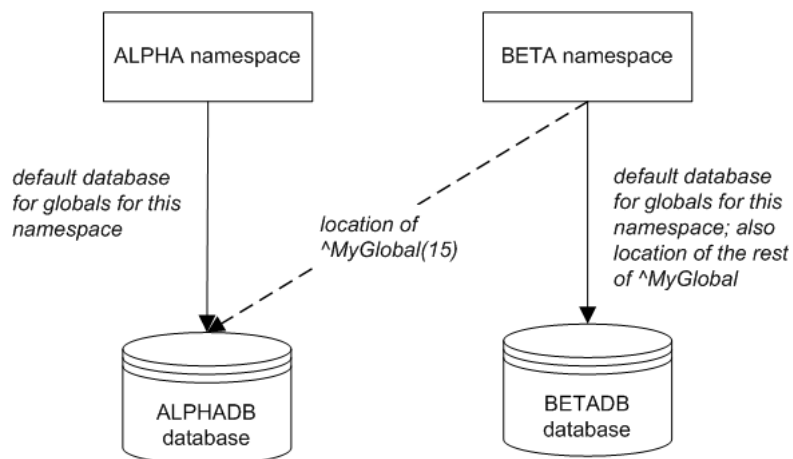 ALPHA namespace
BETA namespace
default database
for globals for this
namespace
location of
^MyGlobal(15)
default database
for globals for this
namespace; also
location of the rest
of ^MyGlobal
ALPHADB
database
BETADB
database